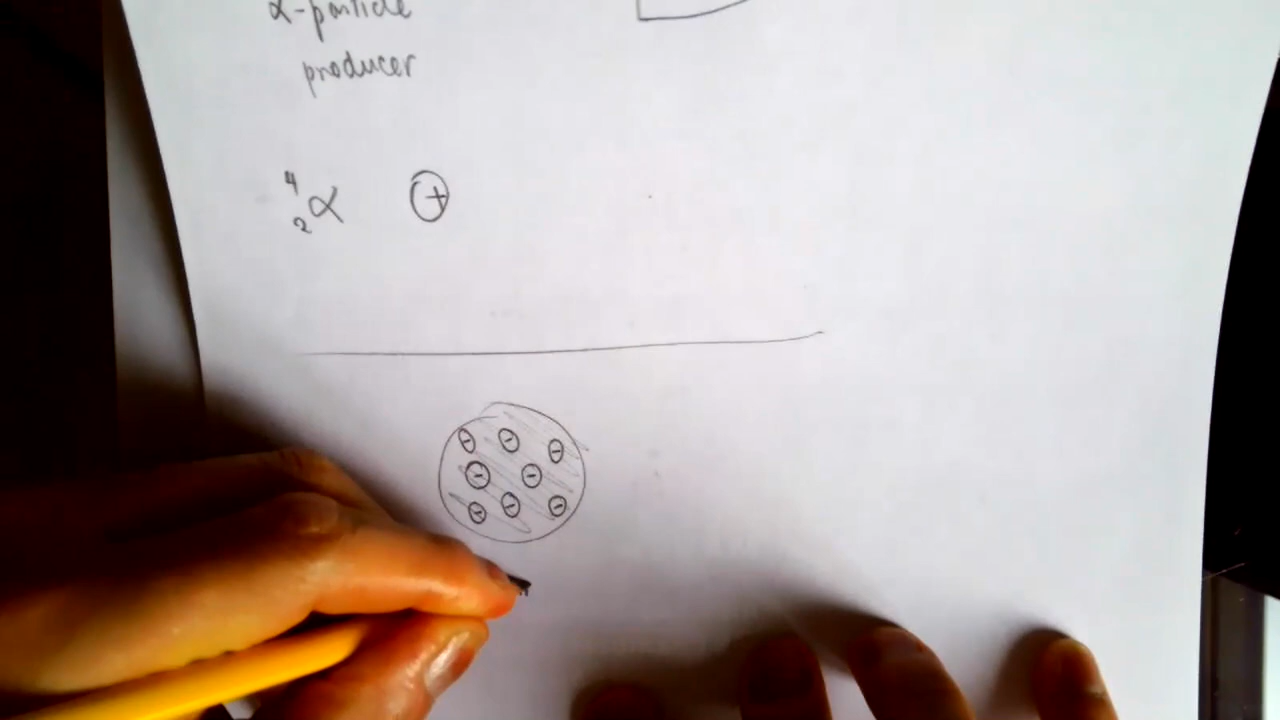 α-particle
producer
⁴₂α ⊕
⊖ ⊖ ⊖
⊖ ⊖
⊖ ⊖ ⊖